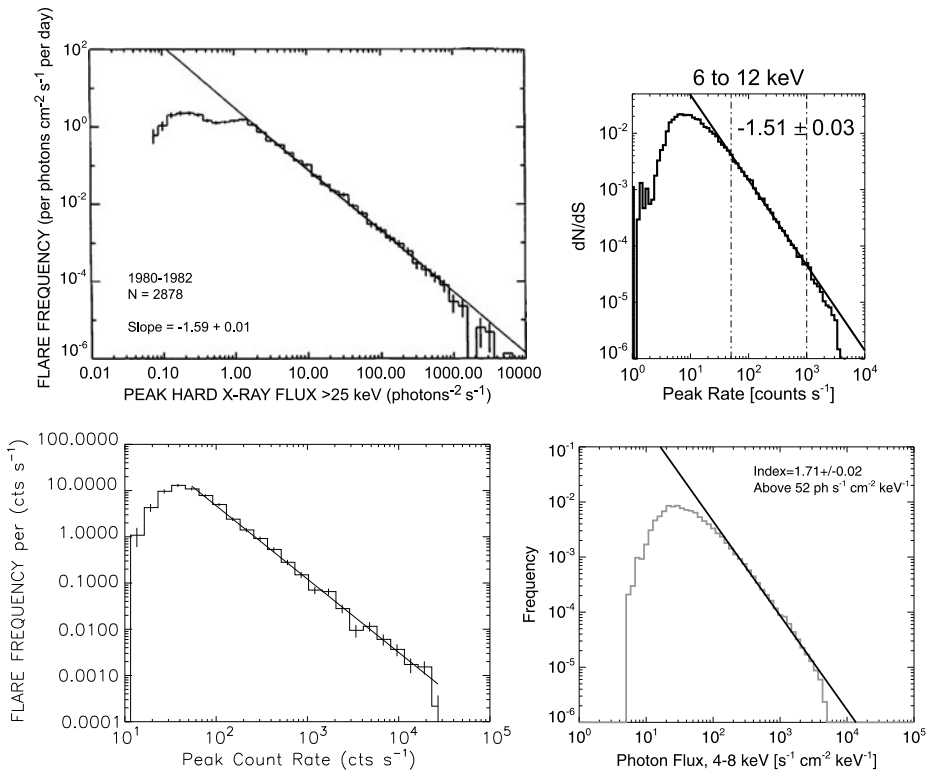 FLARE FREQUENCY (per photons cm-2 s-1 per day)
10^2
10^0
10^-2
10^-4
10^-6
1980-1982
N = 2878
Slope = -1.59 + 0.01
0.01 0.10 1.00 10.00 100.00 1000.00 10000
PEAK HARD X-RAY FLUX >25 keV (photons^-2 s^-1)
6 to 12 keV
-1.51 ± 0.03
dN/dS
10^-2
10^-3
10^-4
10^-5
10^-6
10^0 10^1 10^2 10^3 10^4
Peak Rate [counts s^-1]
FLARE FREQUENCY per (cts s^-1)
100.0000
10.0000
1.0000
0.1000
0.0100
0.0010
0.0001
10^1 10^2 10^3 10^4 10^5
Peak Count Rate (cts s^-1)
Frequency
10^-1
10^-2
10^-3
10^-4
10^-5
10^-6
Index=1.71+/-0.02
Above 52 ph s^-1 cm^-2 keV^-1
10^0 10^1 10^2 10^3 10^4 10^5
Photon Flux, 4-8 keV [s^-1 cm^-2 keV^-1]